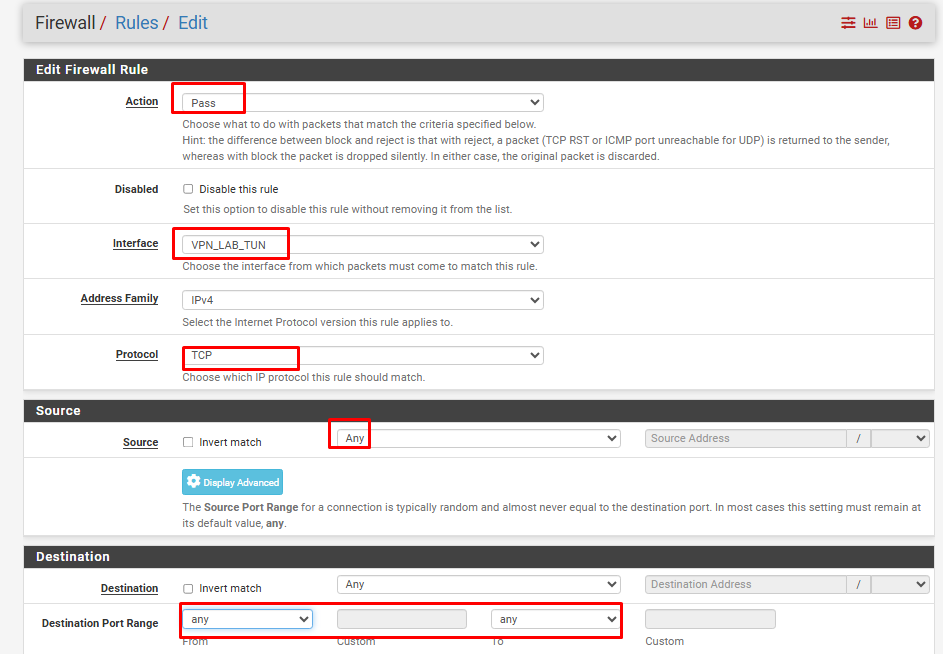 Firewall / Rules / Edit
Edit Firewall Rule
Action
Pass
Choose what to do with packets that match the criteria specified below.
Hint: the difference between block and reject is that with reject, a packet (TCP RST or ICMP port unreachable for UDP) is returned to the sender,
whereas with block the packet is dropped silently. In either case, the original packet is discarded.
Disabled
Disable this rule
Set this option to disable this rule without removing it from the list.
Interface
VPN_LAB_TUN
Choose the interface from which packets must come to match this rule.
Address Family
IPv4
Select the Internet Protocol version this rule applies to.
Protocol
TCP
Choose which IP protocol this rule should match.
Source
Source
Invert match
Any
Source Address
/
Display Advanced
The Source Port Range for a connection is typically random and almost never equal to the destination port. In most cases this setting must remain at
its default value, any.
Destination
Destination
Invert match
Any
Destination Address
/
Destination Port Range
any
any
From
Custom
To
Custom